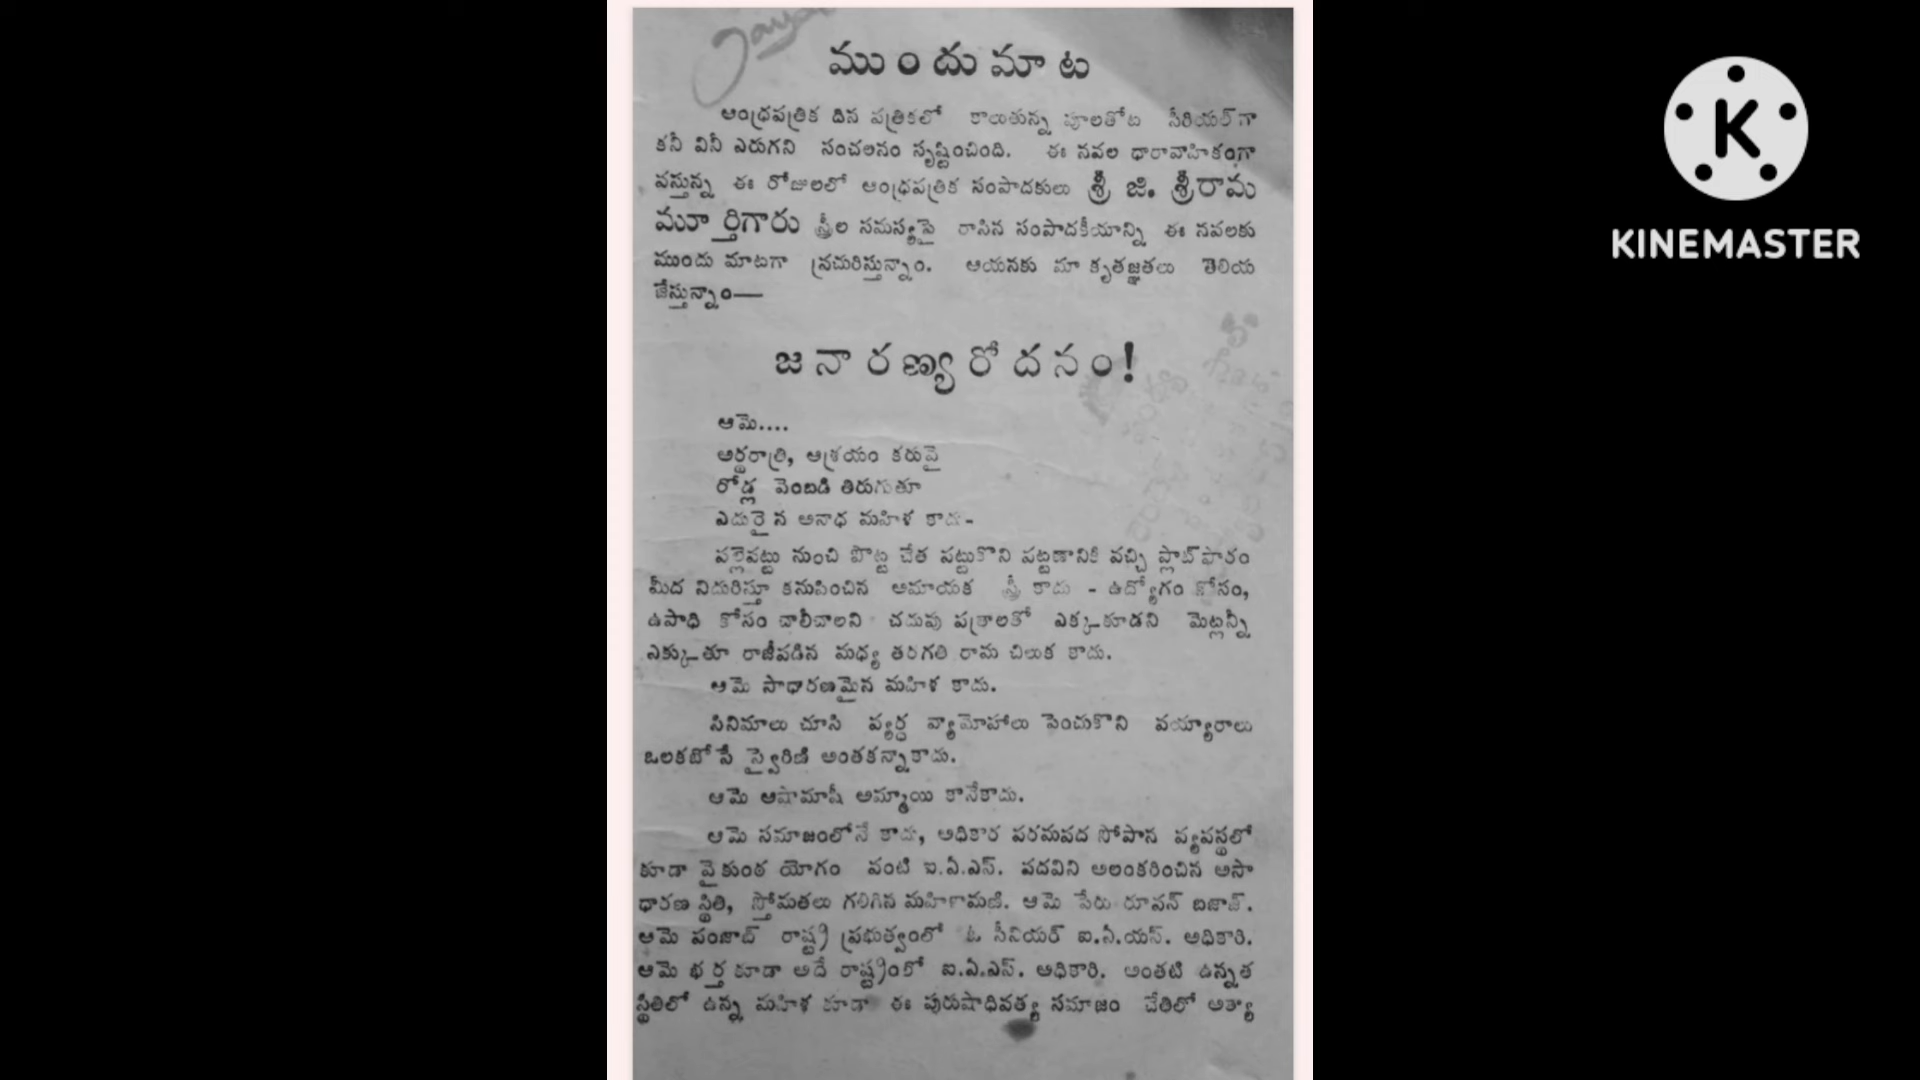 ముందుమాట
ఆంధ్రపత్రిక దిన పత్రికలో కాలుతున్న పూలతోట సీరియల్‌గా
కనీ వినీ ఎరుగని సంచలనం సృష్టించింది. ఈ నవల ధారావాహికంగా
వస్తున్న ఈ రోజులలో ఆంధ్రపత్రిక సంపాదకులు శ్రీ జి. శ్రీరామ
మూర్తిగారు స్త్రీల సమస్యపై రాసిన సంపాదకీయాన్ని ఈ నవలకు
ముందు మాటగా ప్రచురిస్తున్నాం. ఆయనకు మా కృతజ్ఞతలు తెలియ
జేస్తున్నాం—
జనారణ్యరోదనం!
ఆమె....
అర్థరాత్రి, ఆశ్రయం కరువై
రోడ్ల వెంబడి తిరుగుతూ
ఎదురైన అనాధ మహిళ కాదు-
పల్లెపట్టు నుంచి పొట్ట చేత పట్టుకొని పట్టణానికి వచ్చి ప్లాట్‌ఫారం
మీద నిదురిస్తూ కనుపించిన అమాయక స్త్రీ కాదు - ఉద్యోగం కోసం,
ఉపాధి కోసం చాలీచాలని చదువు పత్రాలతో ఎక్కకూడని మెట్లన్నీ
ఎక్కుతూ రాజీపడిన మధ్య తరగతి రామ చిలుక కాదు.
ఆమె సాధారణమైన మహిళ కాదు.
సినిమాలు చూసి వ్యర్ధ వ్యామోహాలు పెంచుకొని వయ్యారాలు
ఒలకబోసే స్వైరిణి అంతకన్నాకాదు.
ఆమె ఆషామాషీ అమ్మాయి కానేకాదు.
ఆమె సమాజంలోనే కాదు, అధికార పరమపద సోపాన వ్యవస్థలో
కూడా వైకుంఠ యోగం వంటి ఐ.ఏ.ఎస్. పదవిని అలంకరించిన అసా
ధారణ స్థితి, స్తోమతలు గలిగిన మహిళామణి. ఆమె పేరు రూపన్ బజాజ్.
ఆమె పంజాబ్ రాష్ట్ర ప్రభుత్వంలో ఓ సీనియర్ ఐ.ఏ.యస్. అధికారి.
ఆమె భర్త కూడా అదే రాష్ట్రంలో ఐ.ఏ.ఎస్. అధికారి. అంతటి ఉన్నత
స్థితిలో ఉన్న మహిళ కూడా ఈ పురుషాధిపత్య సమాజం చేతిలో అత్యా
KINEMASTER